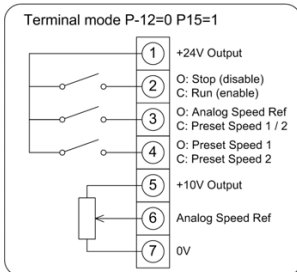 Terminal mode P-12=0 P15=1
1 +24V Output
2 O: Stop (disable)
C: Run (enable)
3 O: Analog Speed Ref
C: Preset Speed 1 / 2
4 O: Preset Speed 1
C: Preset Speed 2
5 +10V Output
6 Analog Speed Ref
7 0V